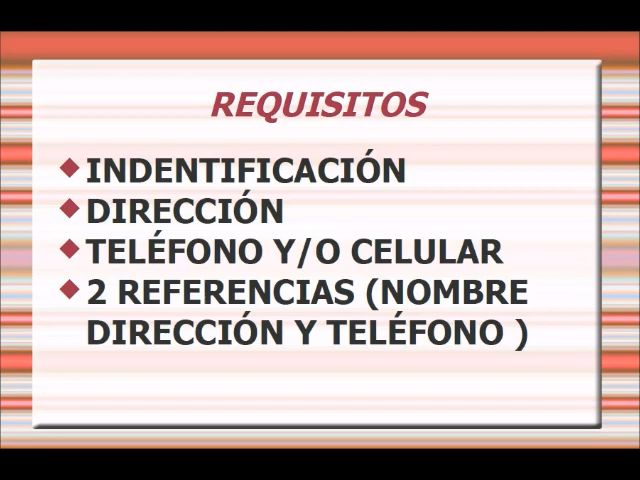 REQUISITOS
INDENTIFICACIÓN
DIRECCIÓN
TELÉFONO Y/O CELULAR
2 REFERENCIAS (NOMBRE
DIRECCIÓN Y TELÉFONO )